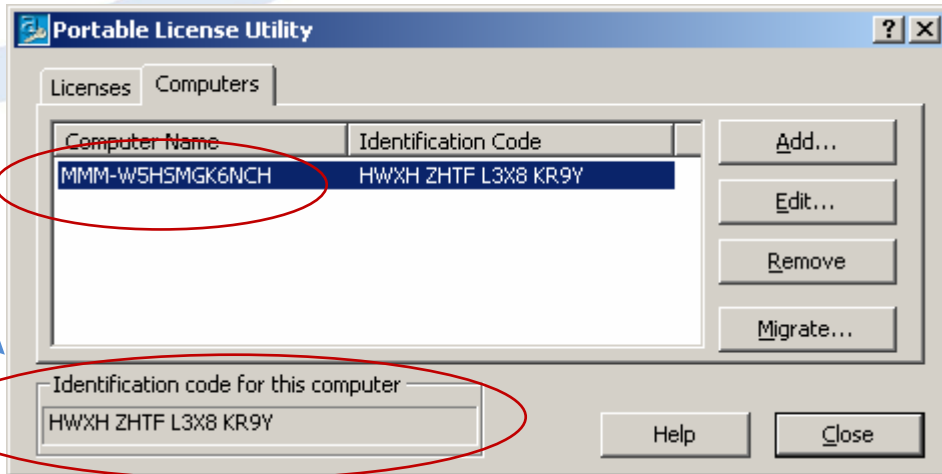 Portable License Utility
Licenses Computers
Computer Name Identification Code
MMM-W5HSMGK6NCH HWXH ZHTF L3X8 KR9Y
Add...
Edit...
Remove
Migrate...
Identification code for this computer
HWXH ZHTF L3X8 KR9Y
Help Close